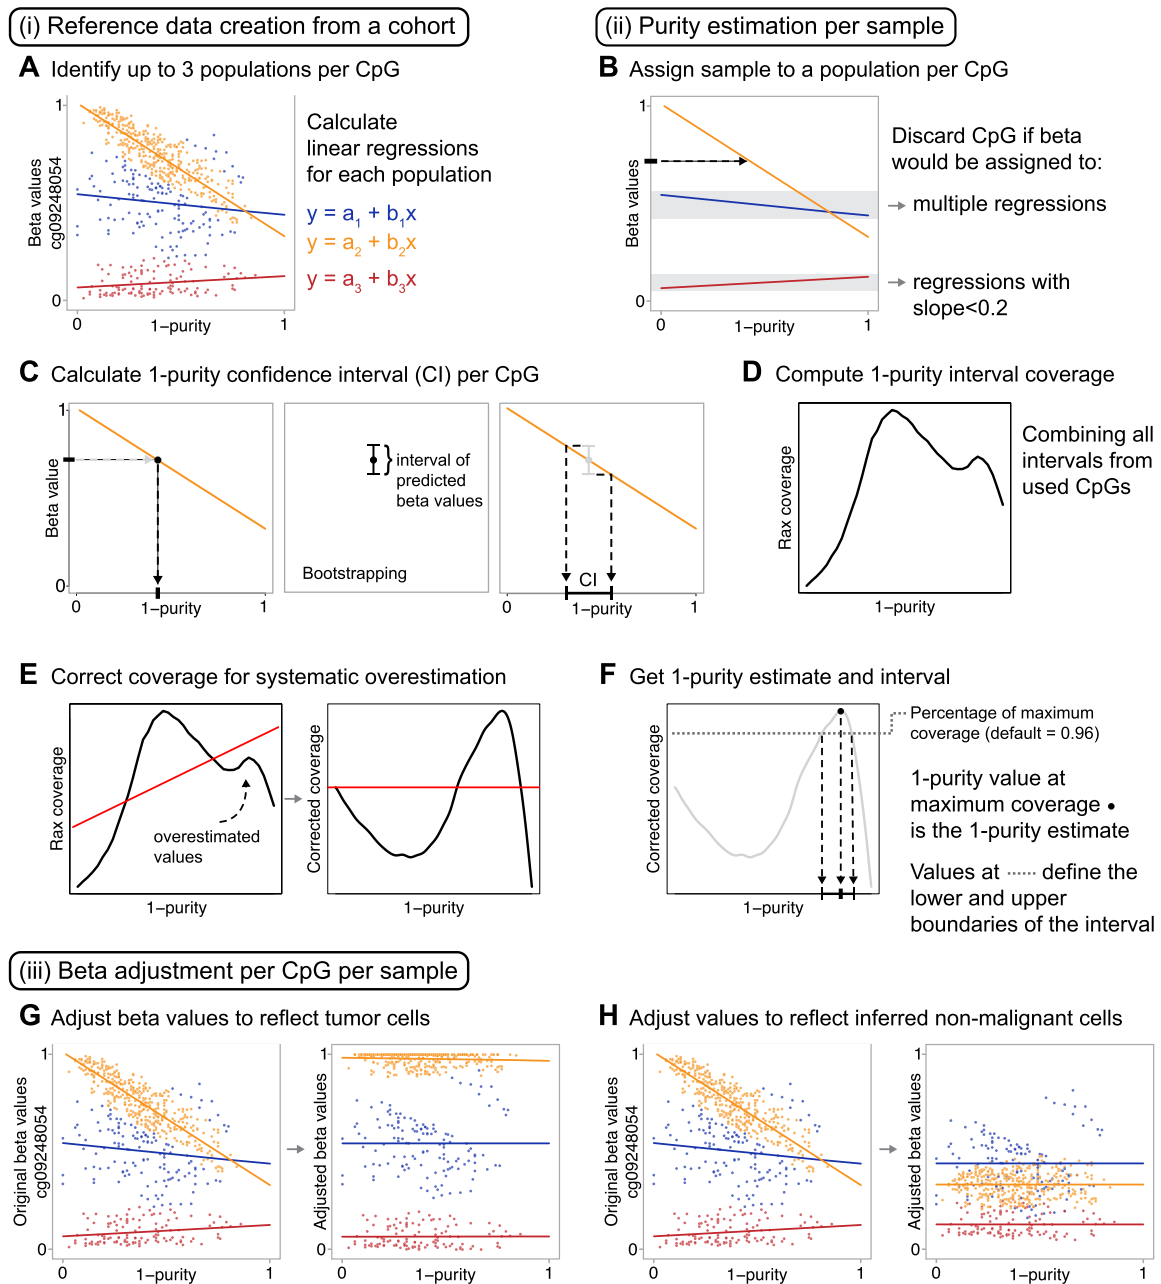 (i) Reference data creation from a cohort
(ii) Purity estimation per sample
A Identify up to 3 populations per CpG
1
0
Beta values
cg09248054
0
1−purity
1
Calculate
linear regressions
for each population
y = a1 + b1x
y = a2 + b2x
y = a3 + b3x
B Assign sample to a population per CpG
1
0
Beta values
0
1−purity
1
Discard CpG if beta
would be assigned to:
multiple regressions
regressions with
slope<0.2
C Calculate 1-purity confidence interval (CI) per CpG
1
0
Beta value
0
1−purity
1
interval of
predicted
beta values
Bootstrapping
CI
0
1−purity
1
D Compute 1-purity interval coverage
Rax coverage
1−purity
Combining all
intervals from
used CpGs
E Correct coverage for systematic overestimation
Rax coverage
overestimated
values
1−purity
Corrected coverage
1−purity
F Get 1-purity estimate and interval
Corrected coverage
1−purity
Percentage of maximum
coverage (default = 0.96)
1-purity value at
maximum coverage •
is the 1-purity estimate
Values at ...... define the
lower and upper
boundaries of the interval
(iii) Beta adjustment per CpG per sample
G Adjust beta values to reflect tumor cells
1
0
Original beta values
cg09248054
0
1−purity
1
1
0
Adjusted beta values
0
1−purity
1
H Adjust values to reflect inferred non-malignant cells
1
0
Original beta values
cg09248054
0
1−purity
1
1
0
Adjusted beta values
0
1−purity
1